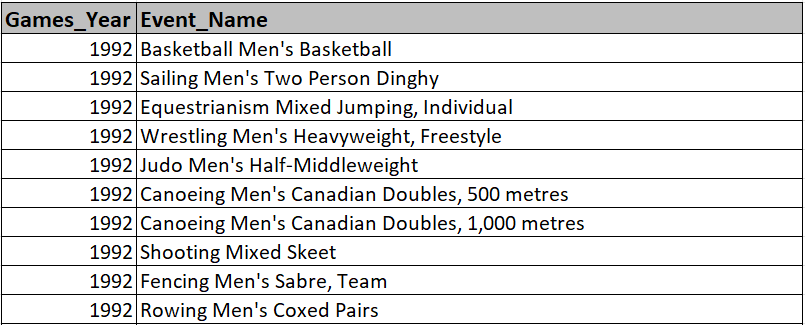 Games_Year Event_Name
1992 Basketball Men's Basketball
1992 Sailing Men's Two Person Dinghy
1992 Equestrianism Mixed Jumping, Individual
1992 Wrestling Men's Heavyweight, Freestyle
1992 Judo Men's Half-Middleweight
1992 Canoeing Men's Canadian Doubles, 500 metres
1992 Canoeing Men's Canadian Doubles, 1,000 metres
1992 Shooting Mixed Skeet
1992 Fencing Men's Sabre, Team
1992 Rowing Men's Coxed Pairs